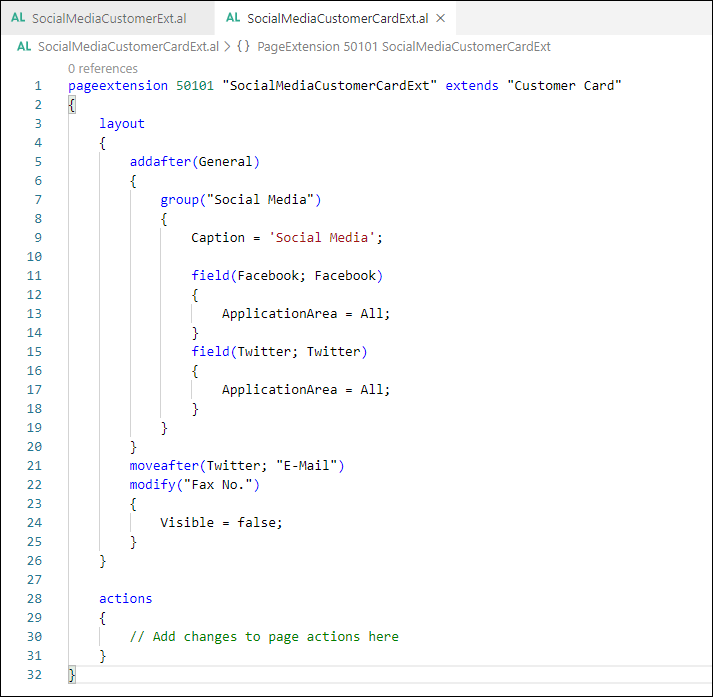 AL SocialMediaCustomerExt.al AL SocialMediaCustomerCardExt.al ×
AL SocialMediaCustomerCardExt.al > {} PageExtension 50101 SocialMediaCustomerCardExt
0 references
1 pageextension 50101 "SocialMediaCustomerCardExt" extends "Customer Card"
2 {
3     layout
4     {
5         addafter(General)
6         {
7             group("Social Media")
8             {
9                 Caption = 'Social Media';
10
11                 field(Facebook; Facebook)
12                 {
13                     ApplicationArea = All;
14                 }
15                 field(Twitter; Twitter)
16                 {
17                     ApplicationArea = All;
18                 }
19             }
20         }
21         moveafter(Twitter; "E-Mail")
22         modify("Fax No.")
23         {
24             Visible = false;
25         }
26     }
27
28     actions
29     {
30         // Add changes to page actions here
31     }
32 }